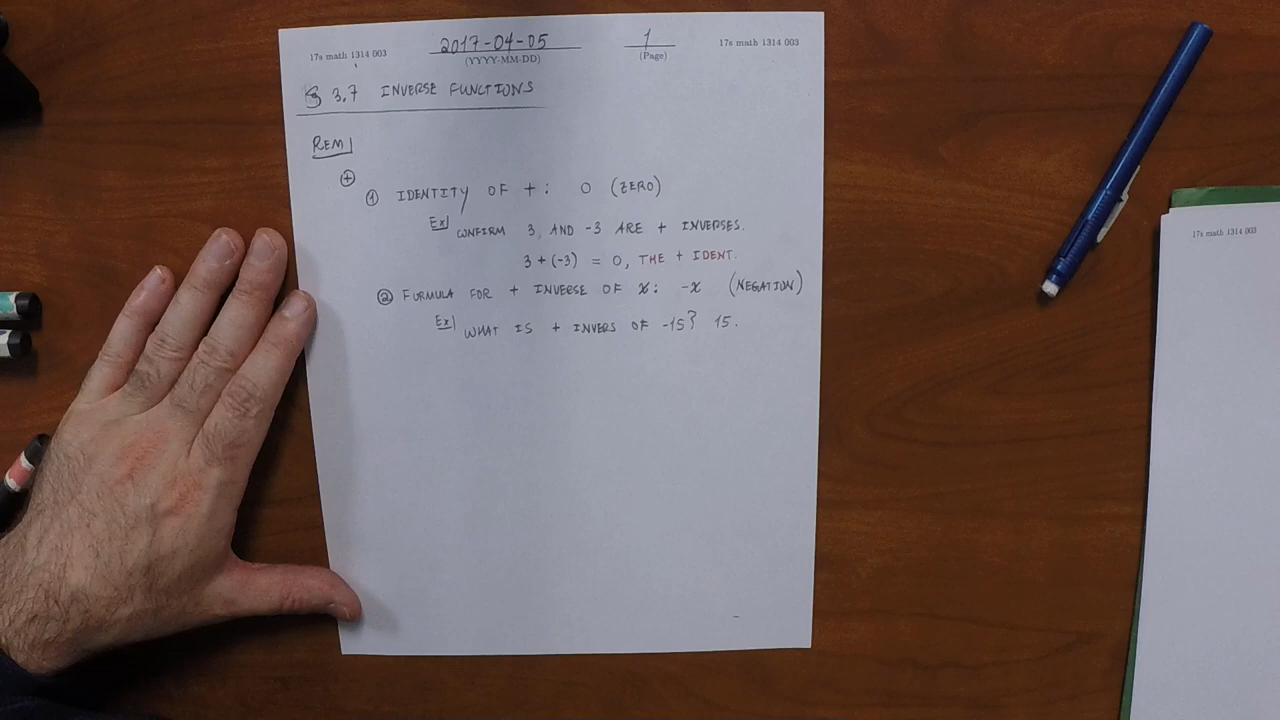 17s math 1314 003 2017-04-05 1 17s math 1314 003
(YYYY-MM-DD) (Page)
§ 3.7 INVERSE FUNCTIONS
REM
⊕
① IDENTITY OF +: 0 (ZERO)
EX CONFIRM 3, AND -3 ARE + INVERSES.
3+(-3) = 0, THE + IDENT.
② FORMULA FOR + INVERSE OF x: -x (NEGATION)
EX WHAT IS + INVERS OF -15? 15.
17s math 1314 003